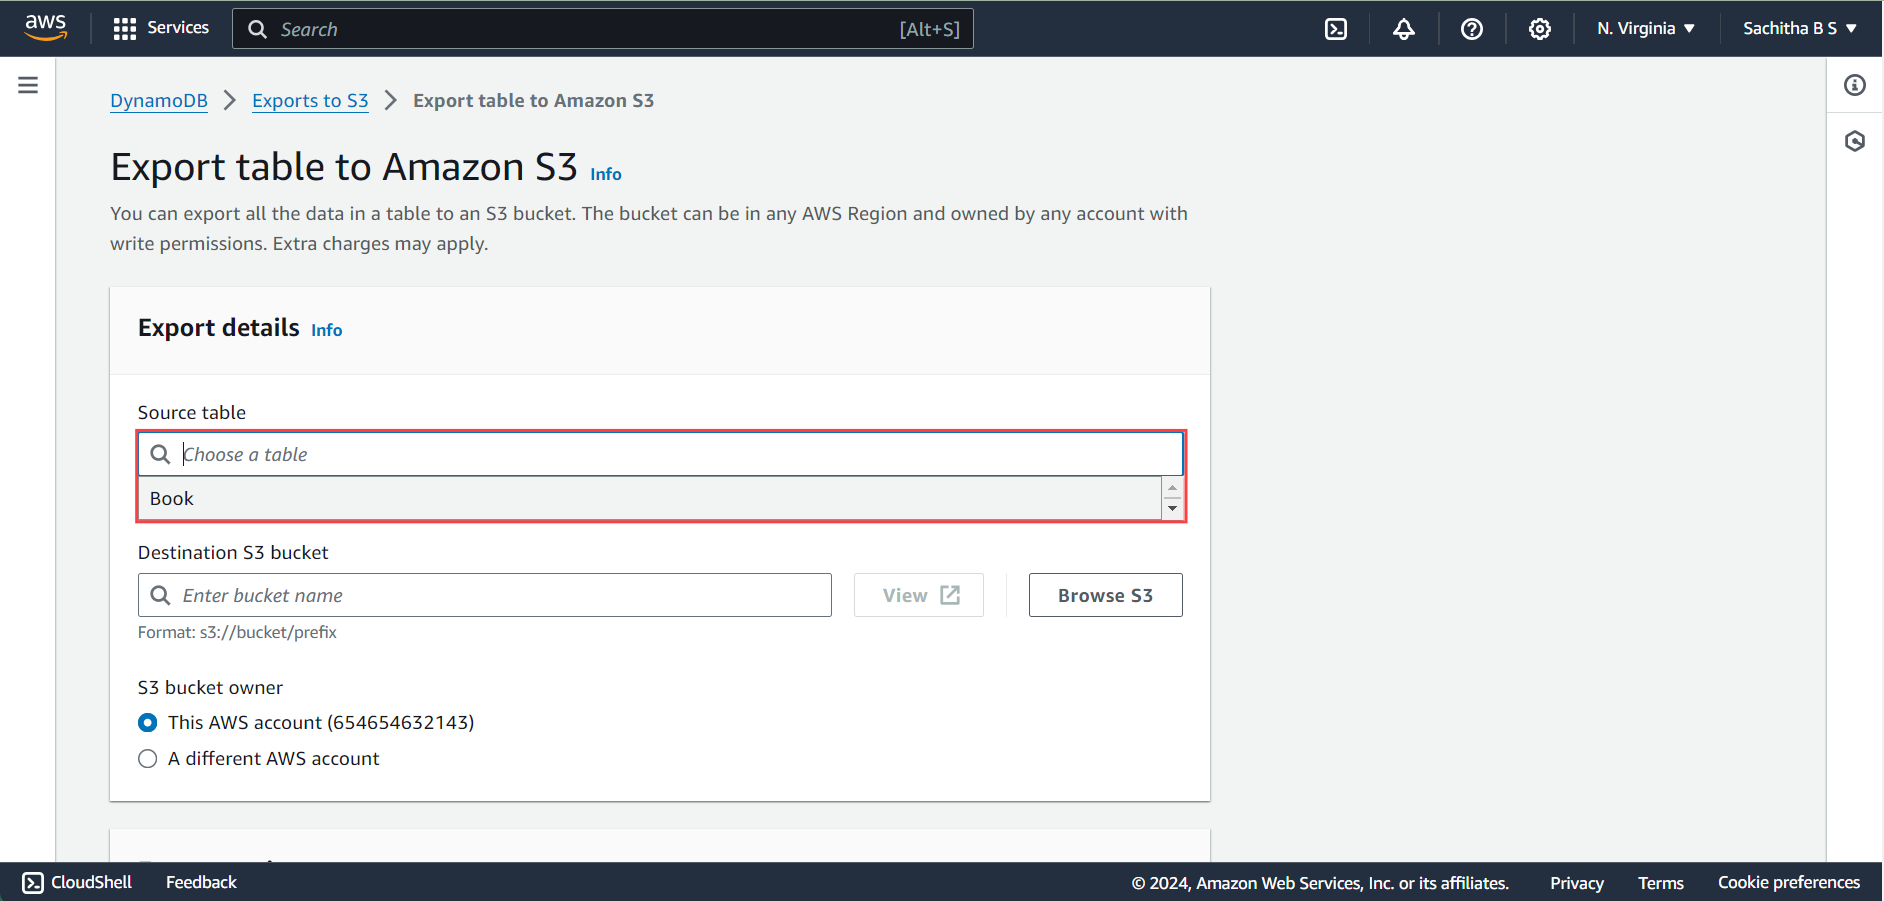 aws
Services
Search
[Alt+S]
N. Virginia
Sachitha B S
DynamoDB
Exports to S3
Export table to Amazon S3
Export table to Amazon S3 Info
You can export all the data in a table to an S3 bucket. The bucket can be in any AWS Region and owned by any account with
write permissions. Extra charges may apply.
Export details Info
Source table
Choose a table
Book
Destination S3 bucket
Enter bucket name
View
Browse S3
Format: s3://bucket/prefix
S3 bucket owner
This AWS account (654654632143)
A different AWS account
CloudShell
Feedback
© 2024, Amazon Web Services, Inc. or its affiliates.
Privacy
Terms
Cookie preferences